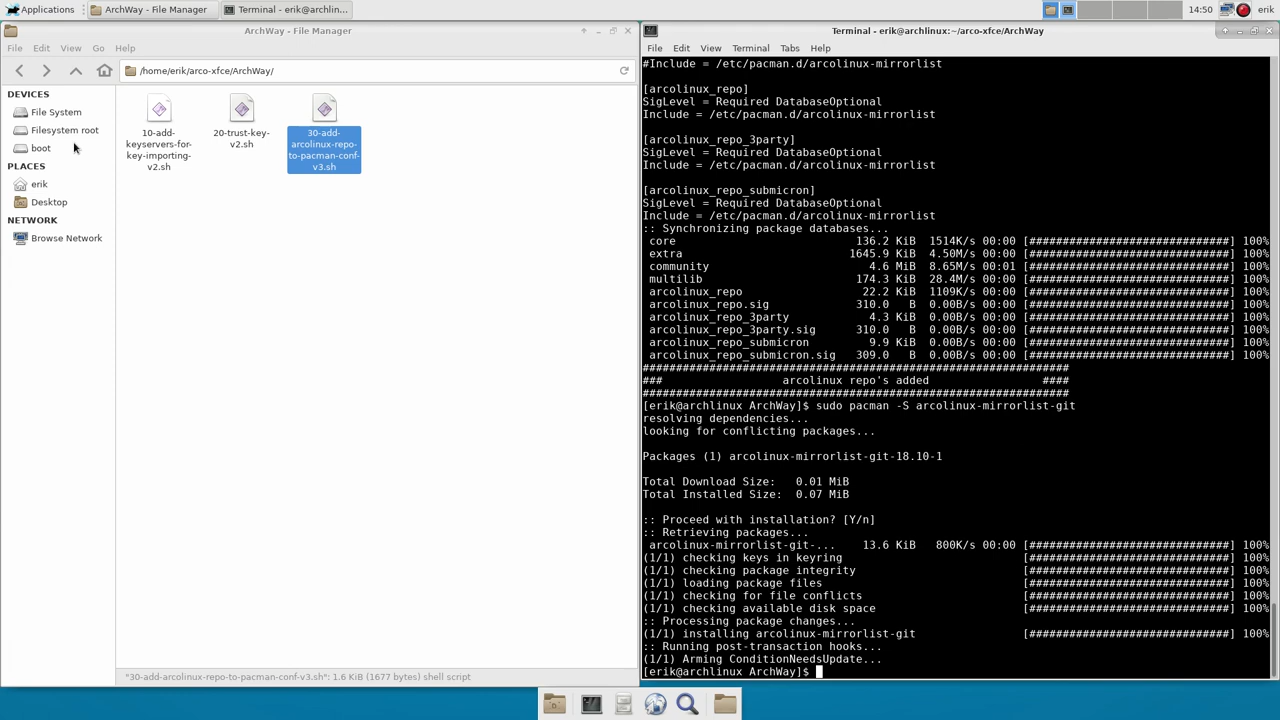 Applications
ArchWay - File Manager
Terminal - erik@archlin...
14:50
erik
ArchWay - File Manager
File Edit View Go Help
/home/erik/arco-xfce/ArchWay/
DEVICES
File System
Filesystem root
boot
PLACES
erik
Desktop
NETWORK
Browse Network
10-add-
keyservers-for-
key-importing-
v2.sh
20-trust-key-
v2.sh
30-add-
arcolinux-repo-
to-pacman-conf-
v3.sh
"30-add-arcolinux-repo-to-pacman-conf-v3.sh": 1.6 KiB (1677 bytes) shell script
Terminal - erik@archlinux:~/arco-xfce/ArchWay
File Edit View Terminal Tabs Help
#Include = /etc/pacman.d/arcolinux-mirrorlist
[arcolinux_repo]
SigLevel = Required DatabaseOptional
Include = /etc/pacman.d/arcolinux-mirrorlist
[arcolinux_repo_3party]
SigLevel = Required DatabaseOptional
Include = /etc/pacman.d/arcolinux-mirrorlist
[arcolinux_repo_submicron]
SigLevel = Required DatabaseOptional
Include = /etc/pacman.d/arcolinux-mirrorlist
:: Synchronizing package databases...
core 136.2 KiB 1514K/s 00:00 [##############################] 100%
extra 1645.9 KiB 4.50M/s 00:00 [##############################] 100%
community 4.6 MiB 8.65M/s 00:01 [##############################] 100%
multilib 174.3 KiB 28.4M/s 00:00 [##############################] 100%
arcolinux_repo 22.2 KiB 1109K/s 00:00 [##############################] 100%
arcolinux_repo.sig 310.0 B 0.00B/s 00:00 [##############################] 100%
arcolinux_repo_3party 4.3 KiB 0.00B/s 00:00 [##############################] 100%
arcolinux_repo_3party.sig 310.0 B 0.00B/s 00:00 [##############################] 100%
arcolinux_repo_submicron 9.9 KiB 0.00B/s 00:00 [##############################] 100%
arcolinux_repo_submicron.sig 309.0 B 0.00B/s 00:00 [##############################] 100%
################################################################
### arcolinux repo's added ####
################################################################
[erik@archlinux ArchWay]$ sudo pacman -S arcolinux-mirrorlist-git
resolving dependencies...
looking for conflicting packages...
Packages (1) arcolinux-mirrorlist-git-18.10-1
Total Download Size: 0.01 MiB
Total Installed Size: 0.07 MiB
:: Proceed with installation? [Y/n]
:: Retrieving packages...
arcolinux-mirrorlist-git-... 13.6 KiB 800K/s 00:00 [##############################] 100%
(1/1) checking keys in keyring [##############################] 100%
(1/1) checking package integrity [##############################] 100%
(1/1) loading package files [##############################] 100%
(1/1) checking for file conflicts [##############################] 100%
(1/1) checking available disk space [##############################] 100%
:: Processing package changes...
(1/1) installing arcolinux-mirrorlist-git [##############################] 100%
:: Running post-transaction hooks...
(1/1) Arming ConditionNeedsUpdate...
[erik@archlinux ArchWay]$